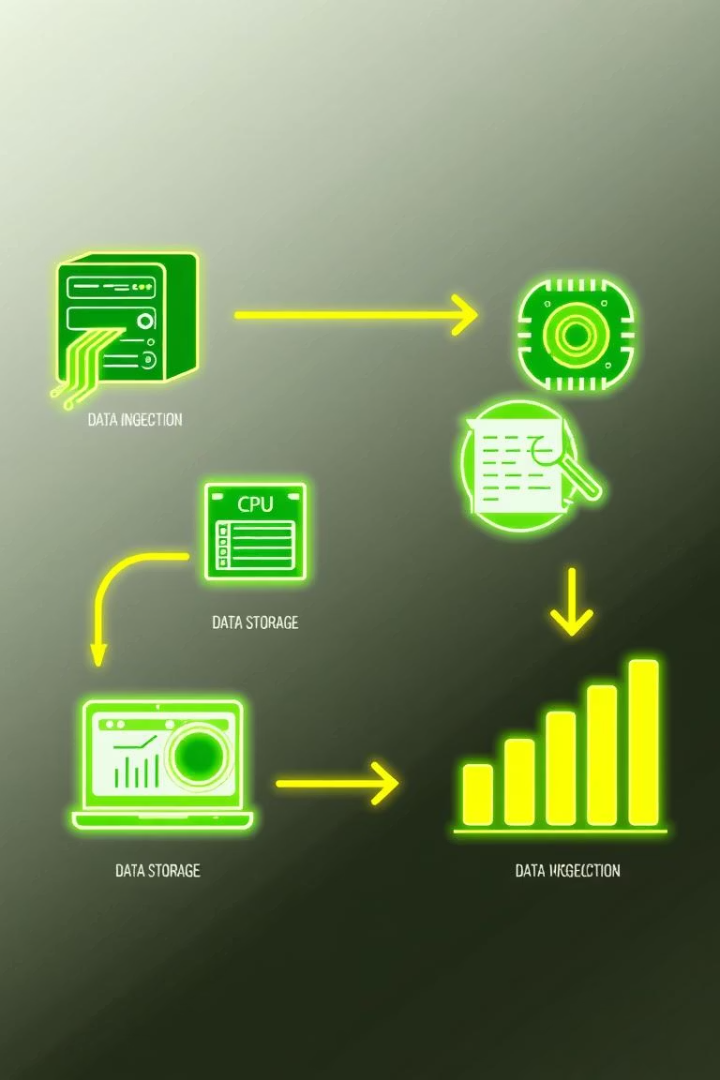 DATA INGECTION
CPU
DATA STORAGE
DATA STORAGE
DATA